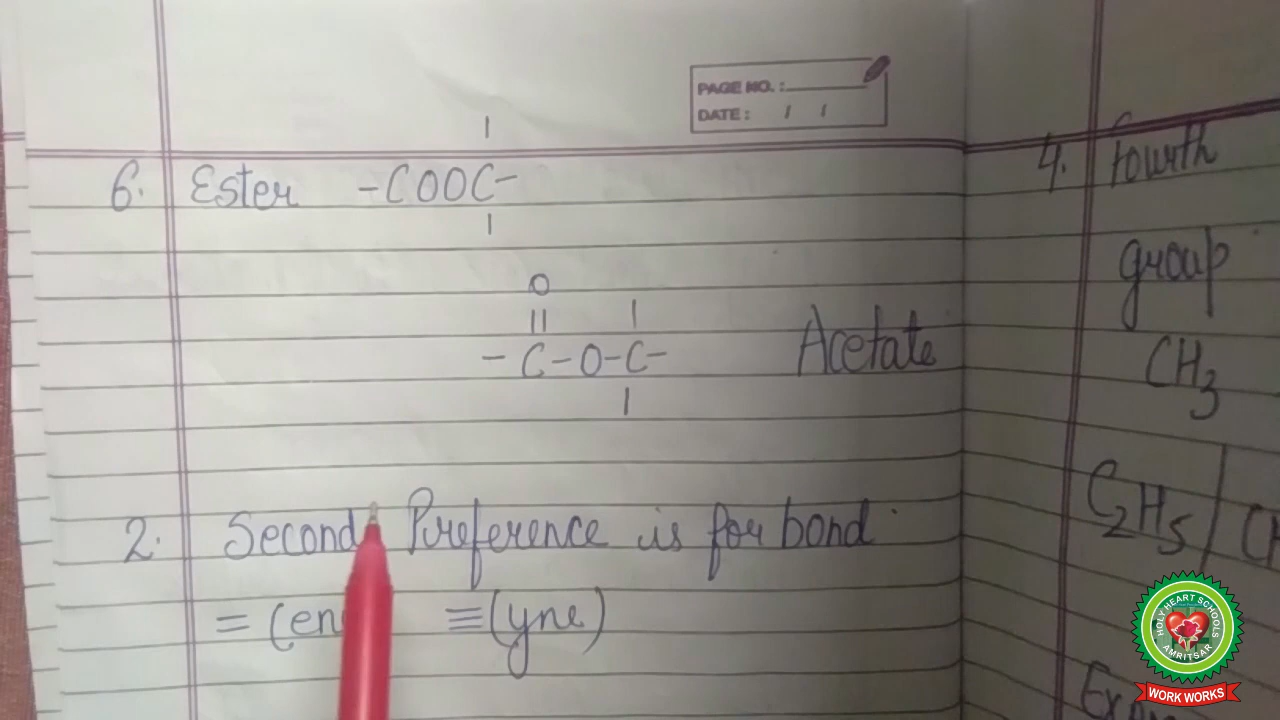 PAGE NO. :
DATE : / /
6. Ester -COOC-
O
||
- C - O - C - Acetate
2. Second Preference is for bond.
= (en ≡ (yne)
4. fourth
group
CH3
C2H5
HOLY HEART SCHOOLS
AMRITSAR
WORK WORKS